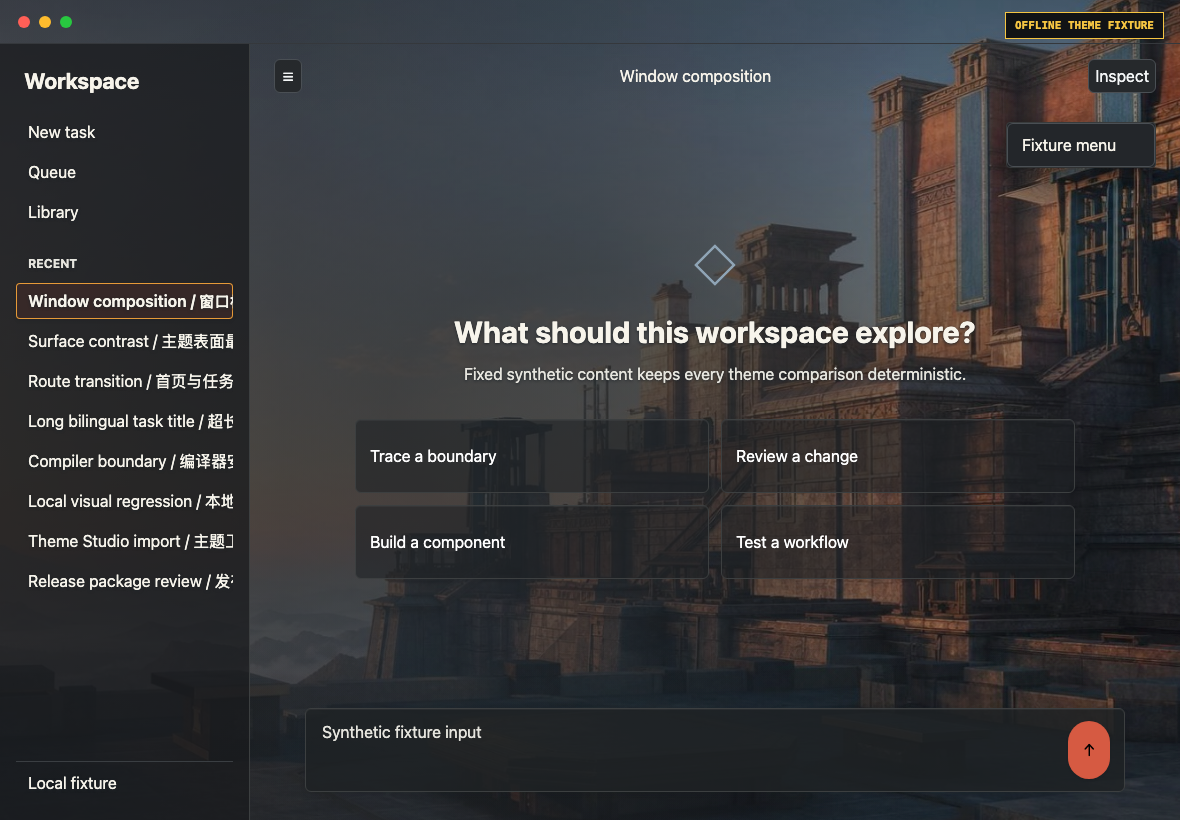 OFFLINE THEME FIXTURE
Workspace
≡
Window composition
Inspect
New task
Fixture menu
Queue
Library
RECENT
Window composition / 窗口
Surface contrast / 主题表面
Route transition / 首页与任务
Long bilingual task title / 超长
Compiler boundary / 编译器
Local visual regression / 本地
Theme Studio import / 主题
Release package review / 发
Local fixture
What should this workspace explore?
Fixed synthetic content keeps every theme comparison deterministic.
Trace a boundary
Review a change
Build a component
Test a workflow
Synthetic fixture input
↑